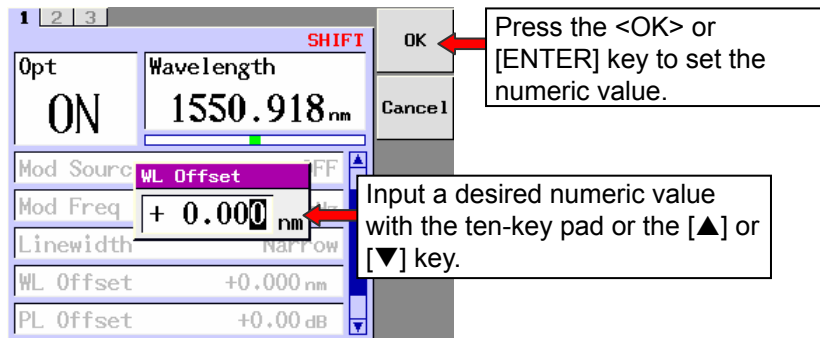 1 2 3
SHIFT
OK
Press the <OK> or
[ENTER] key to set the
numeric value.
Opt
Wavelength
ON
1550.918 nm
Cancel
Mod Sourc
FF
WL Offset
Mod Freq
+ 0.000 nm
Input a desired numeric value
with the ten-key pad or the [▲] or
[▼] key.
Linewidth
Narrow
WL Offset +0.000 nm
PL Offset +0.00 dB